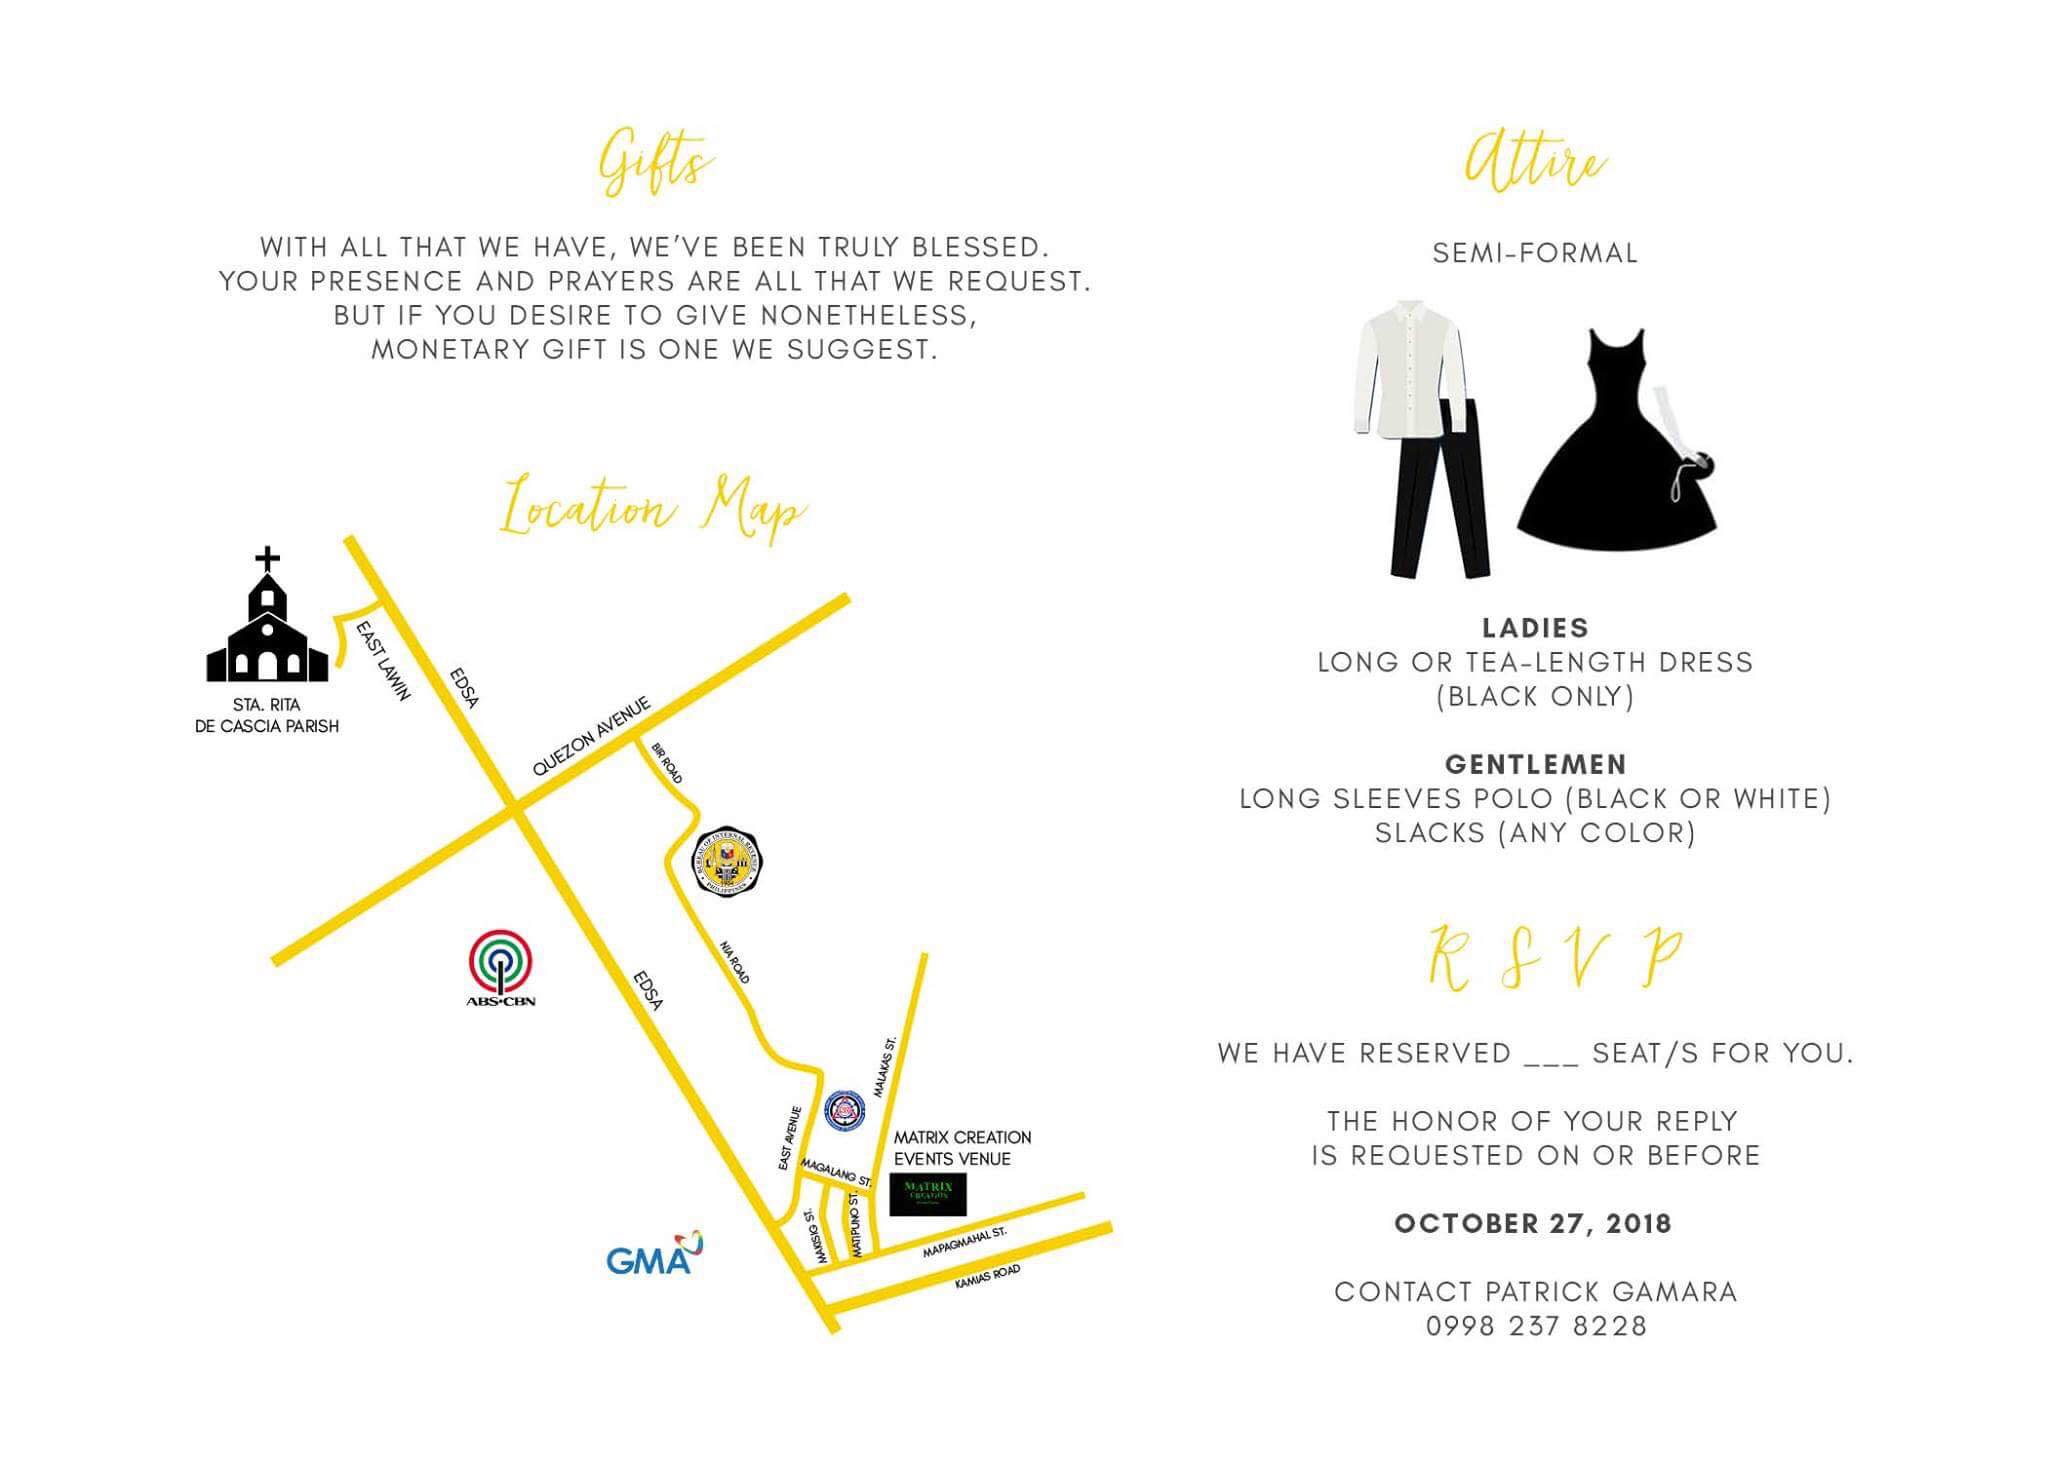 Gifts
WITH ALL THAT WE HAVE, WE'VE BEEN TRULY BLESSED.
YOUR PRESENCE AND PRAYERS ARE ALL THAT WE REQUEST.
BUT IF YOU DESIRE TO GIVE NONETHELESS,
MONETARY GIFT IS ONE WE SUGGEST.
Location Map
STA. RITA
DE CASCIA PARISH
EAST LAWIN
EDSA
QUEZON AVENUE
BIR ROAD
BUREAU OF INTERNAL REVENUE
PHILIPPINES
ABS-CBN
NIA ROAD
EDSA
MALAKAS ST.
EAST AVENUE
MATRIX CREATION
EVENTS VENUE
MAGALANG ST.
MATRIX
CREATION
MAKISIG ST.
MATIPUNO ST.
GMA
MAPAGMAHAL ST.
KAMIAS ROAD
Attire
SEMI-FORMAL
LADIES
LONG OR TEA-LENGTH DRESS
(BLACK ONLY)
GENTLEMEN
LONG SLEEVES POLO (BLACK OR WHITE)
SLACKS (ANY COLOR)
RSVP
WE HAVE RESERVED ___ SEAT/S FOR YOU.
THE HONOR OF YOUR REPLY
IS REQUESTED ON OR BEFORE
OCTOBER 27, 2018
CONTACT PATRICK GAMARA
0998 237 8228